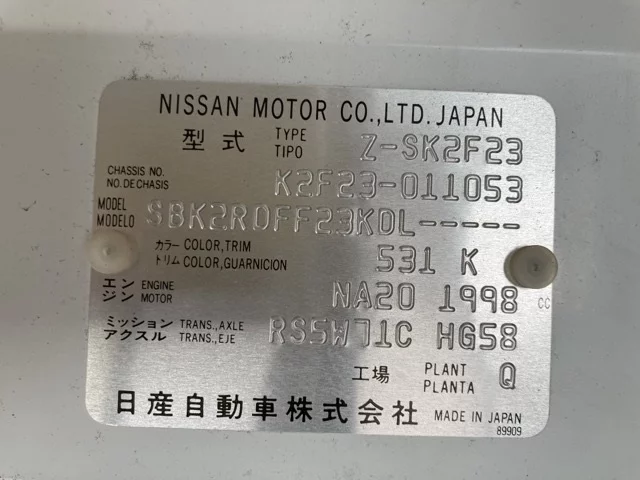 NISSAN MOTOR CO.,LTD. JAPAN
型式 TYPE TIPO Z-SK2F23
CHASSIS NO. NO. DE CHASIS K2F23-011053
MODEL MODELO SBK2R0FF23KDL-----
カラー COLOR,TRIM
トリム COLOR,GUARNICION 531 K
エンジン ENGINE MOTOR NA20 1998 CC
ミッション TRANS., AXLE
アクスル TRANS., EJE RS5W71C HG58
工場 PLANT PLANTA Q
日産自動車株式会社 MADE IN JAPAN
89909